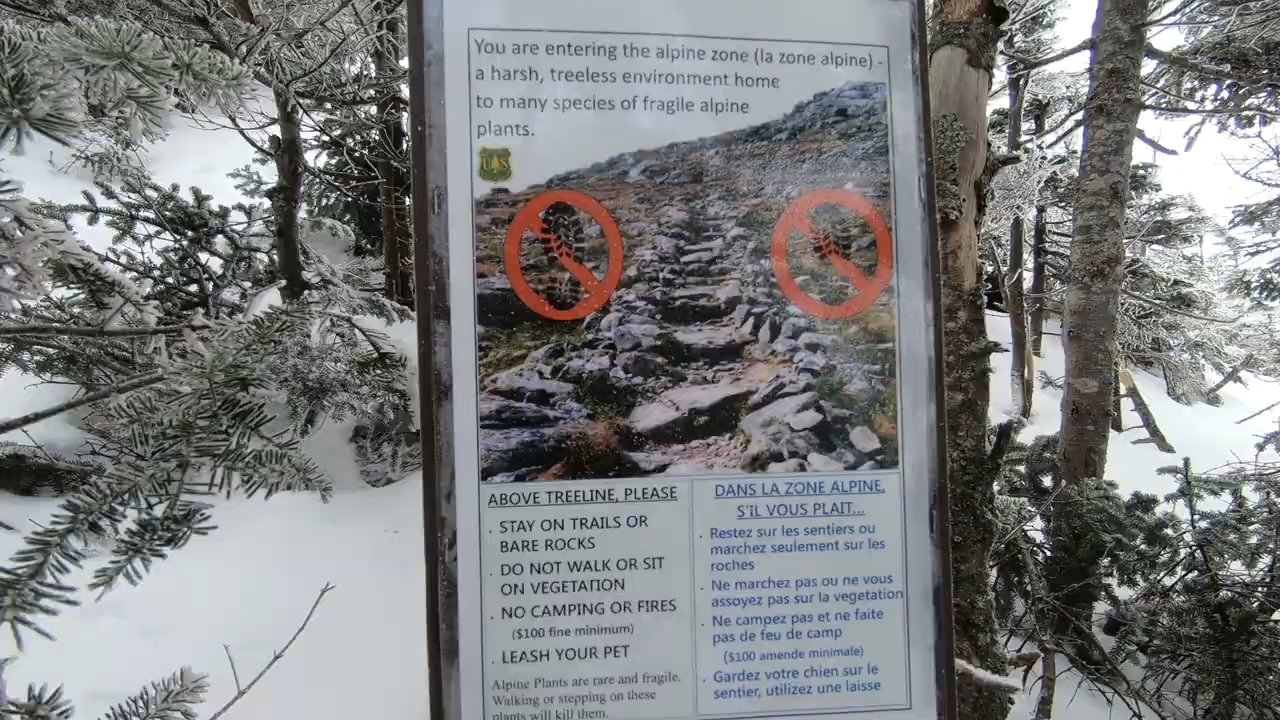 You are entering the alpine zone (la zone alpine) -
a harsh, treeless environment home
to many species of fragile alpine
plants.
UAS
ABOVE TREELINE, PLEASE
. STAY ON TRAILS OR
BARE ROCKS
. DO NOT WALK OR SIT
ON VEGETATION
. NO CAMPING OR FIRES
($100 fine minimum)
. LEASH YOUR PET
Alpine Plants are rare and fragile.
Walking or stepping on these
plants will kill them.
DANS LA ZONE ALPINE,
S'IL VOUS PLAIT...
. Restez sur les sentiers ou
marchez seulement sur les
roches
. Ne marchez pas ou ne vous
assoyez pas sur la vegetation
. Ne campez pas et ne faite
pas de feu de camp
($100 amende minimale)
. Gardez votre chien sur le
sentier, utilizez une laisse